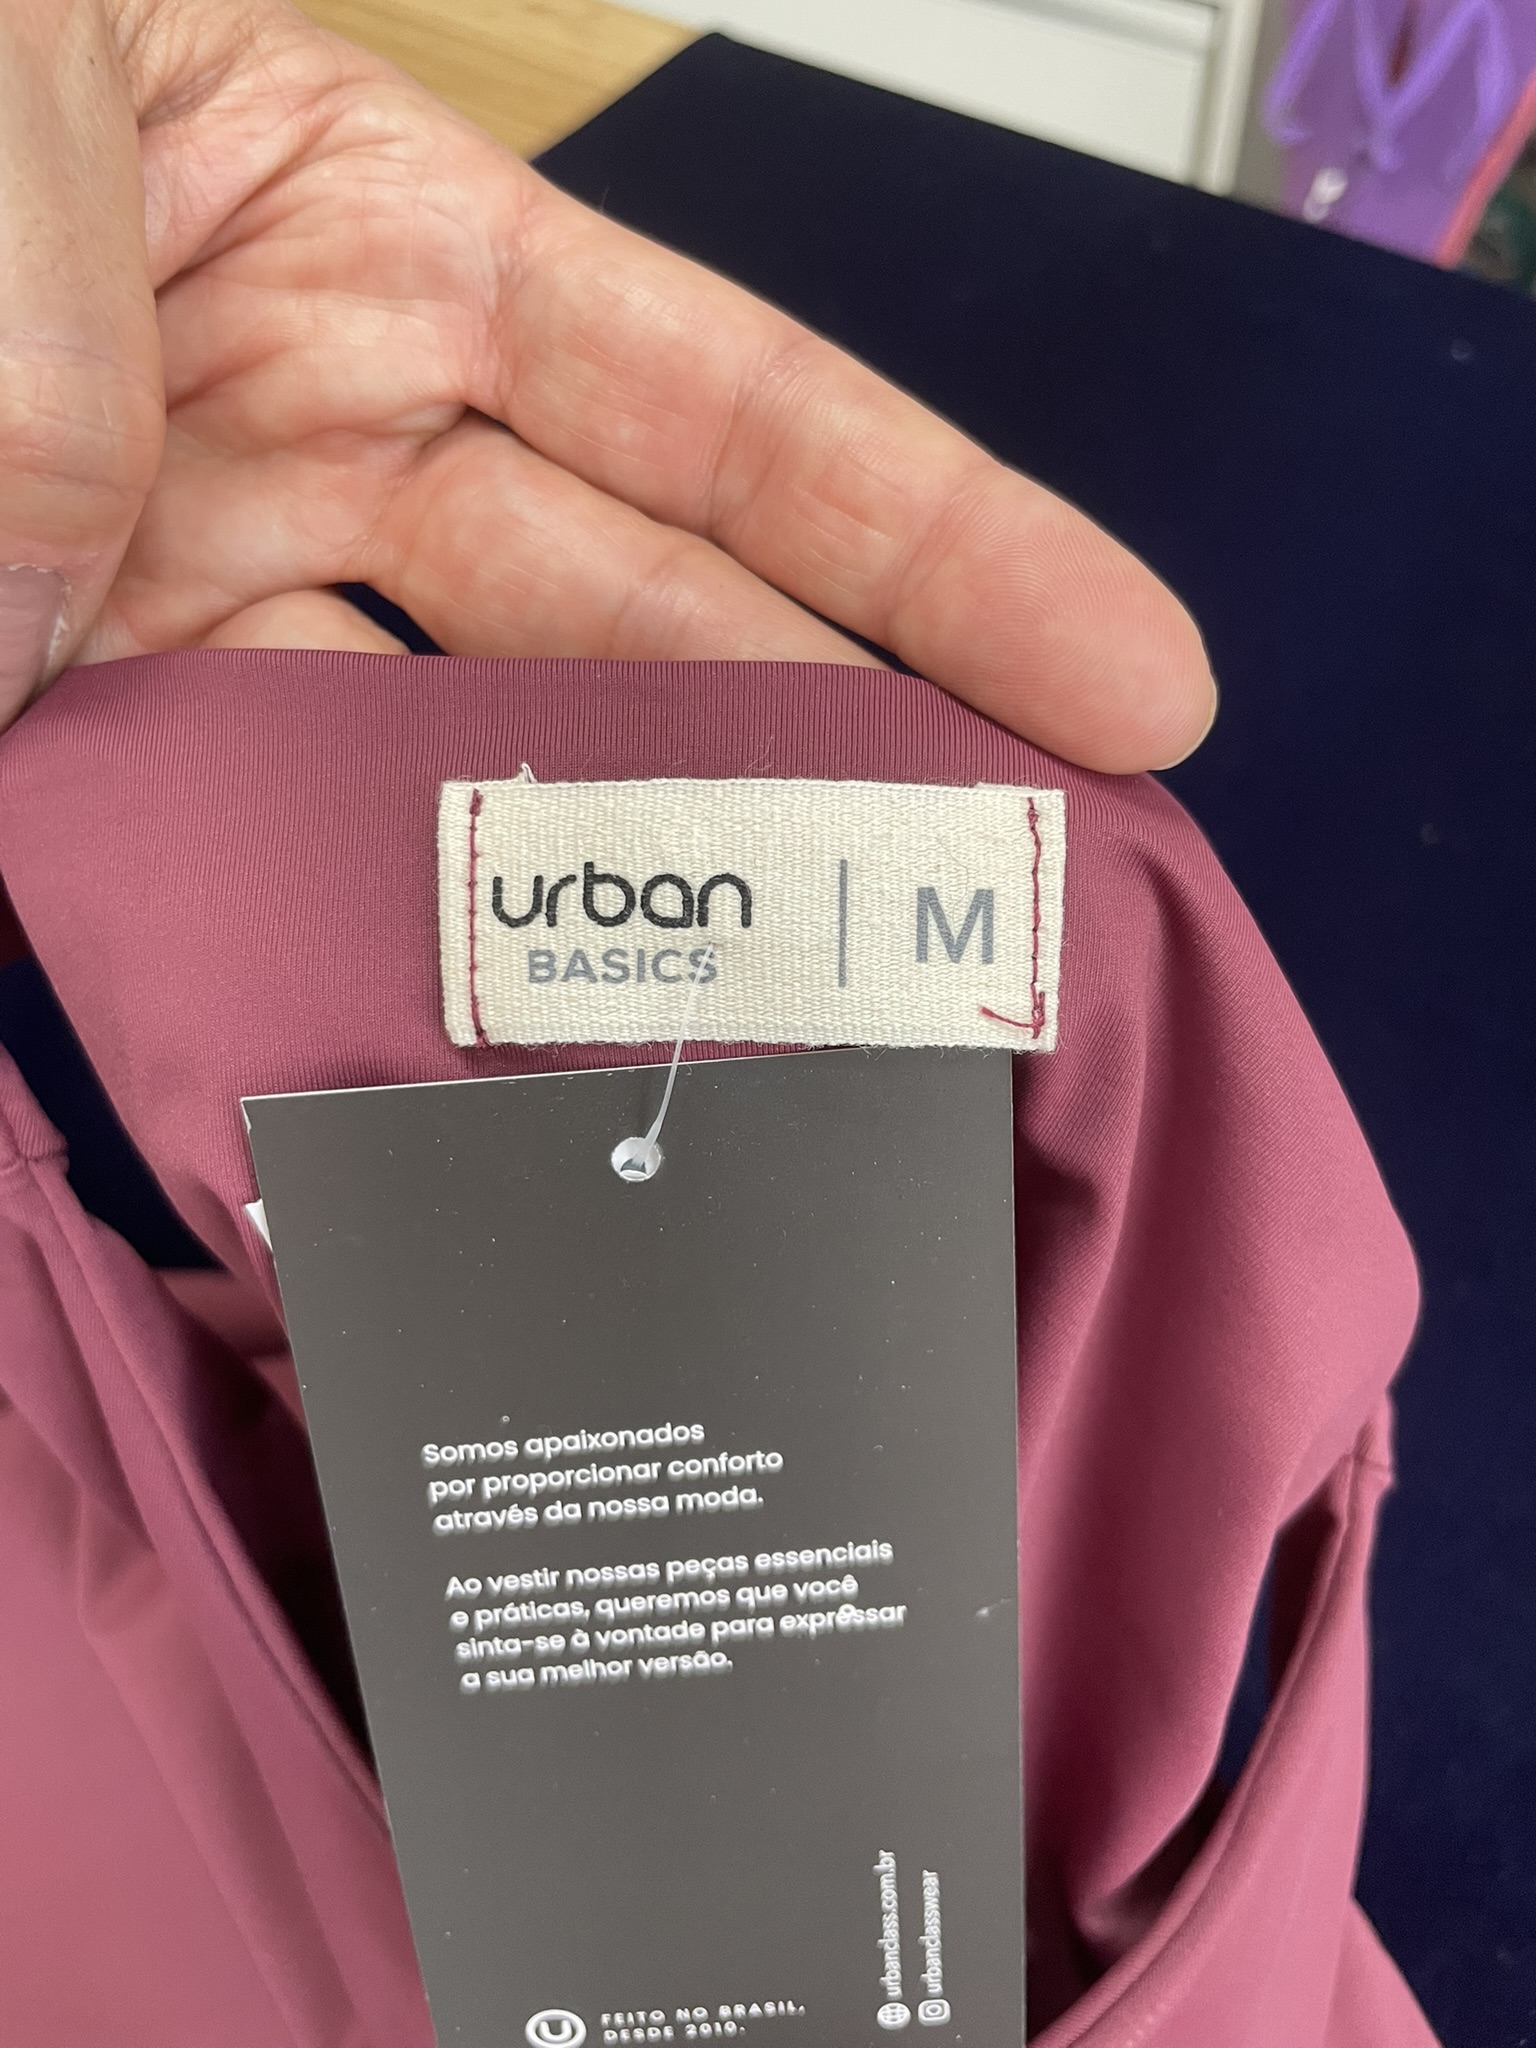 urban
BASICS
M
Somos apaixonados
por proporcionar conforto
através da nossa moda.
Ao vestir nossas peças essenciais
e práticas, queremos que você
sinta-se à vontade para expressar
a sua melhor versão.
urbanclass.com.br
urbanclasswear
FEITO NO BRASIL.
DESDE 2010.